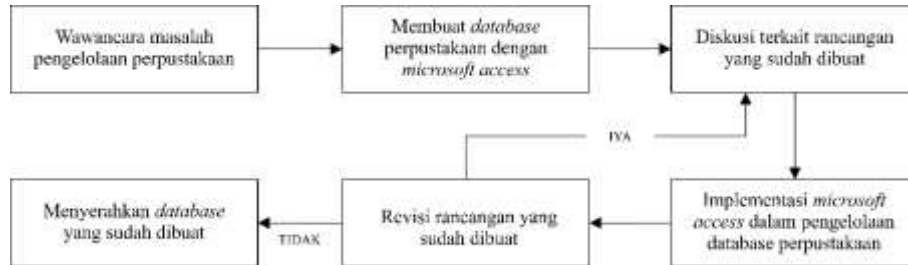 Wawancara masalah
pengelolaan perpustakaan
Membuat database
perpustakaan dengan
microsoft access
Diskusi terkait rancangan
yang sudah dibuat
IYA
Menyerahkan database
yang sudah dibuat
TIDAK
Revisi rancangan yang
sudah dibuat
Implementasi microsoft
access dalam pengelolaan
database perpustakaan